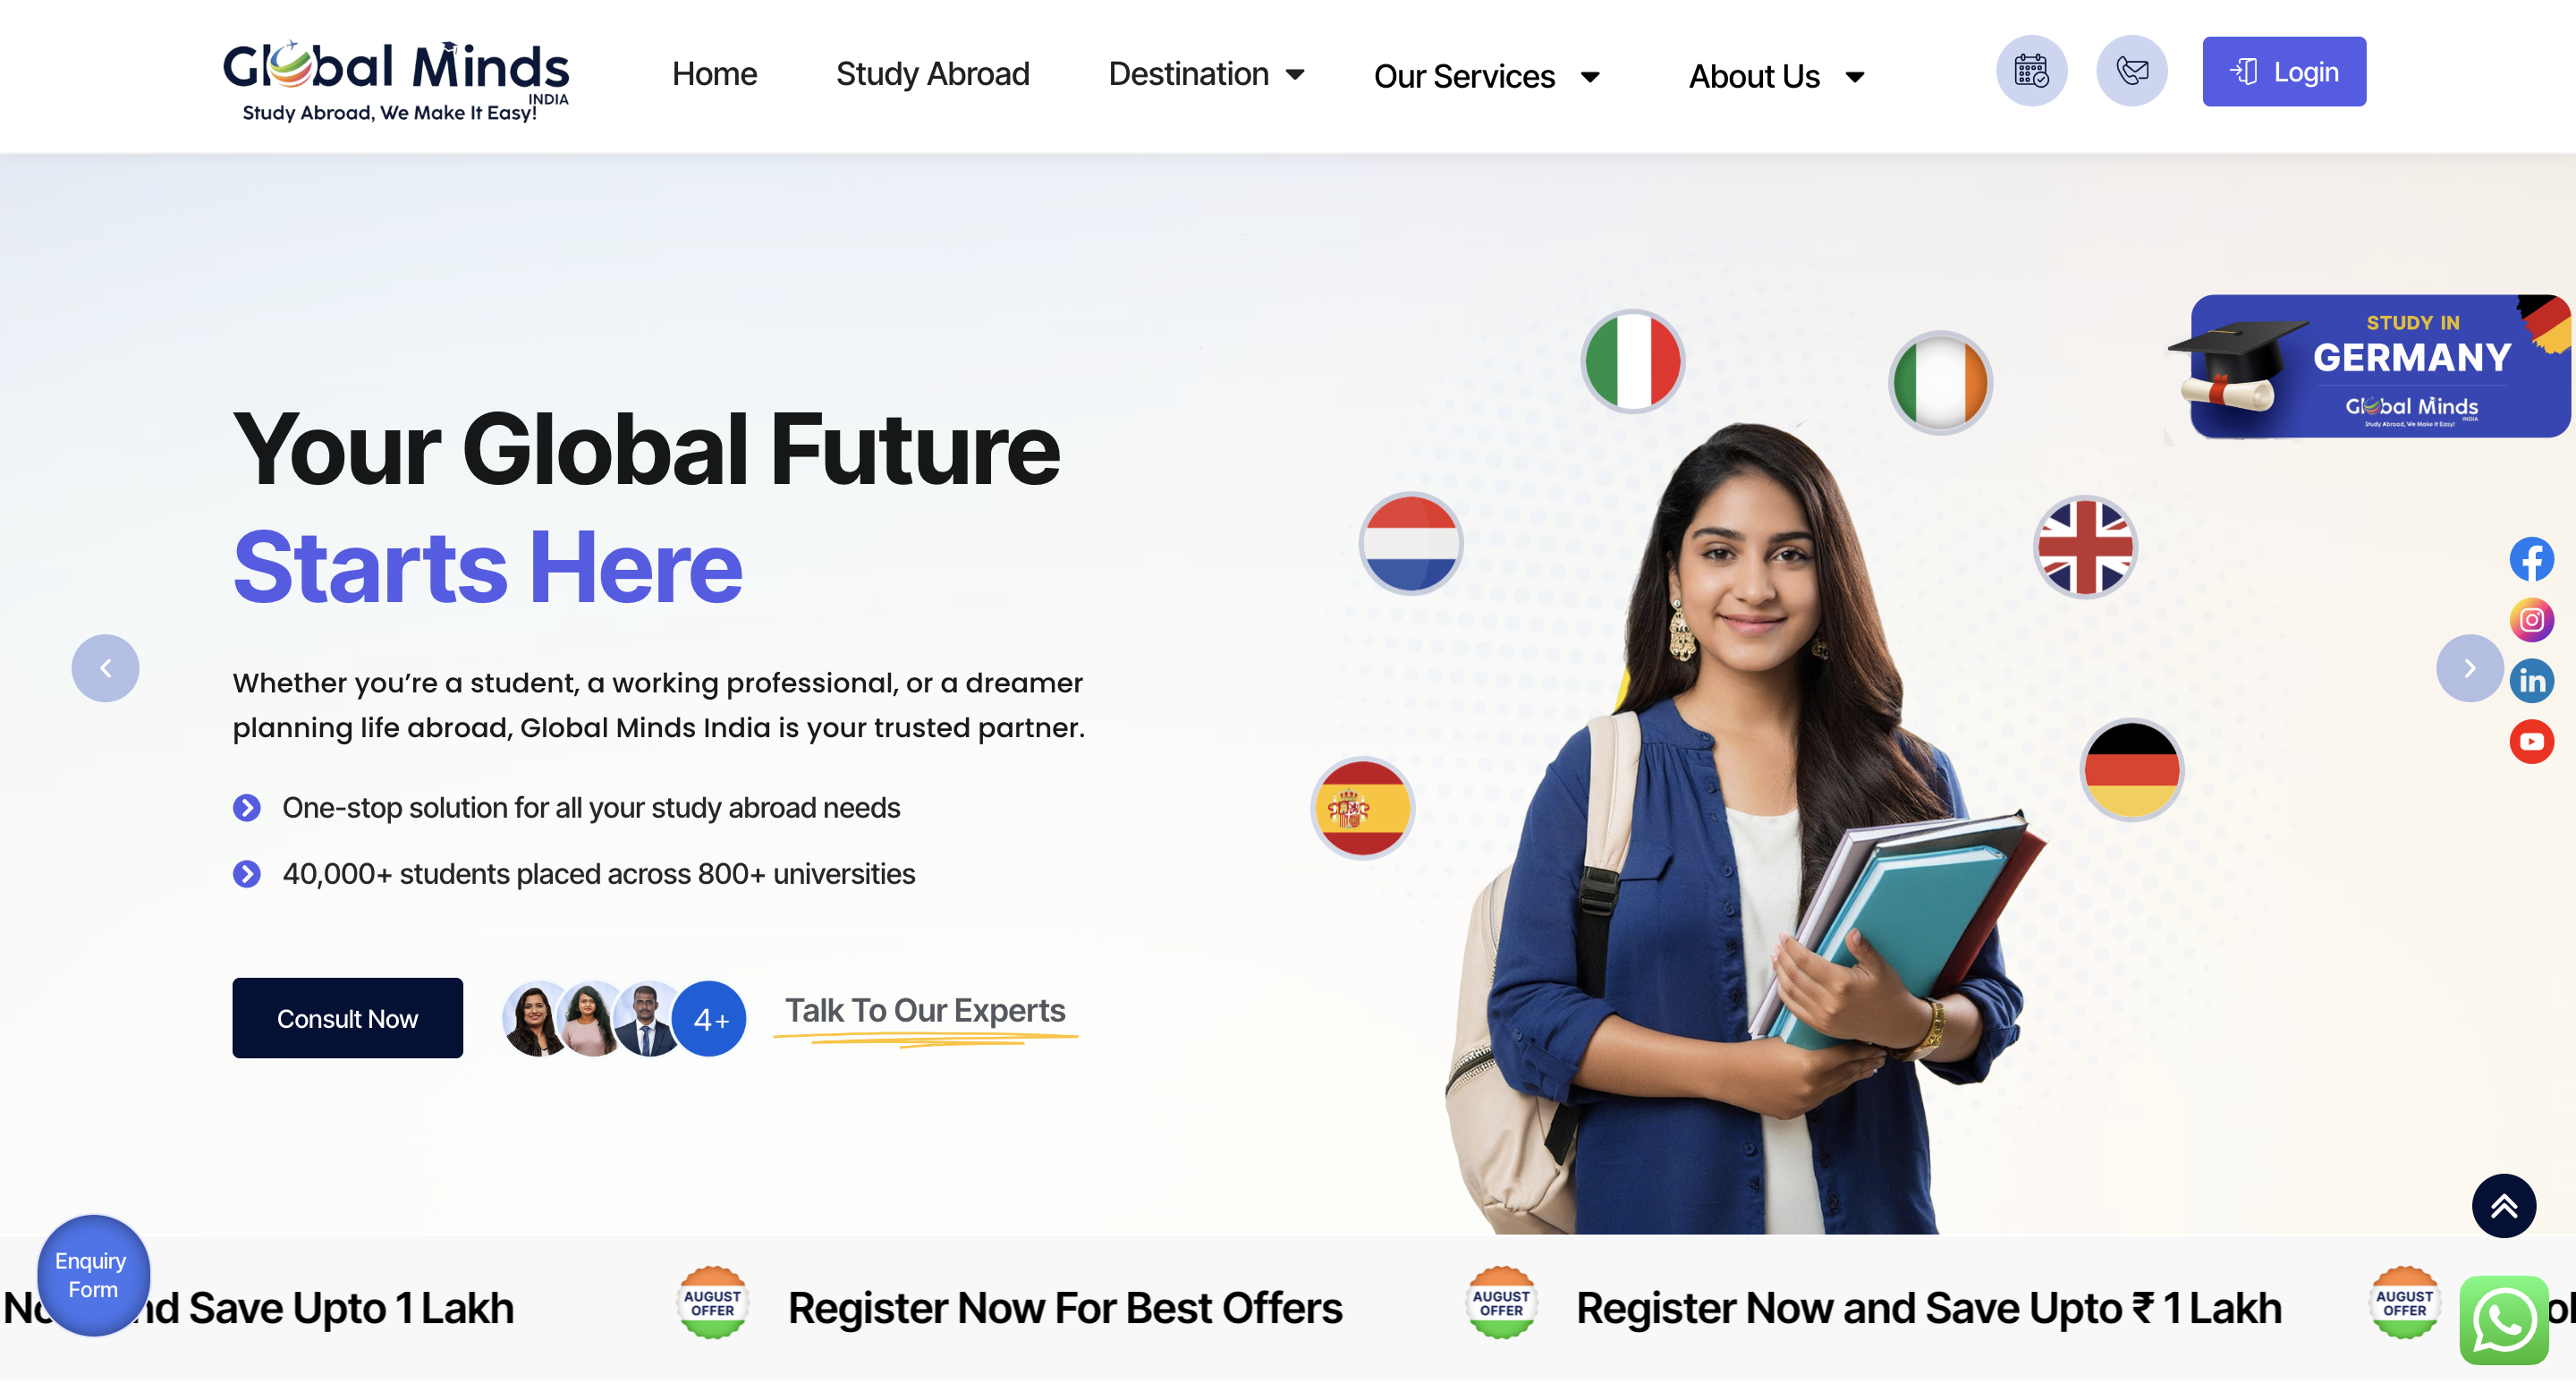 Global Minds
INDIA
Study Abroad, We Make It Easy!
Home
Study Abroad
Destination
Our Services
About Us
Login
STUDY IN
GERMANY
Global Minds
INDIA
Study Abroad, We Make It Easy!
Your Global Future
Starts Here
Whether you’re a student, a working professional, or a dreamer
planning life abroad, Global Minds India is your trusted partner.
One-stop solution for all your study abroad needs
40,000+ students placed across 800+ universities
Consult Now
4+
Talk To Our Experts
Enquiry
Form
Save Upto 1 Lakh
AUGUST
OFFER
Register Now For Best Offers
AUGUST
OFFER
Register Now and Save Upto ₹ 1 Lakh
AUGUST
OFFER